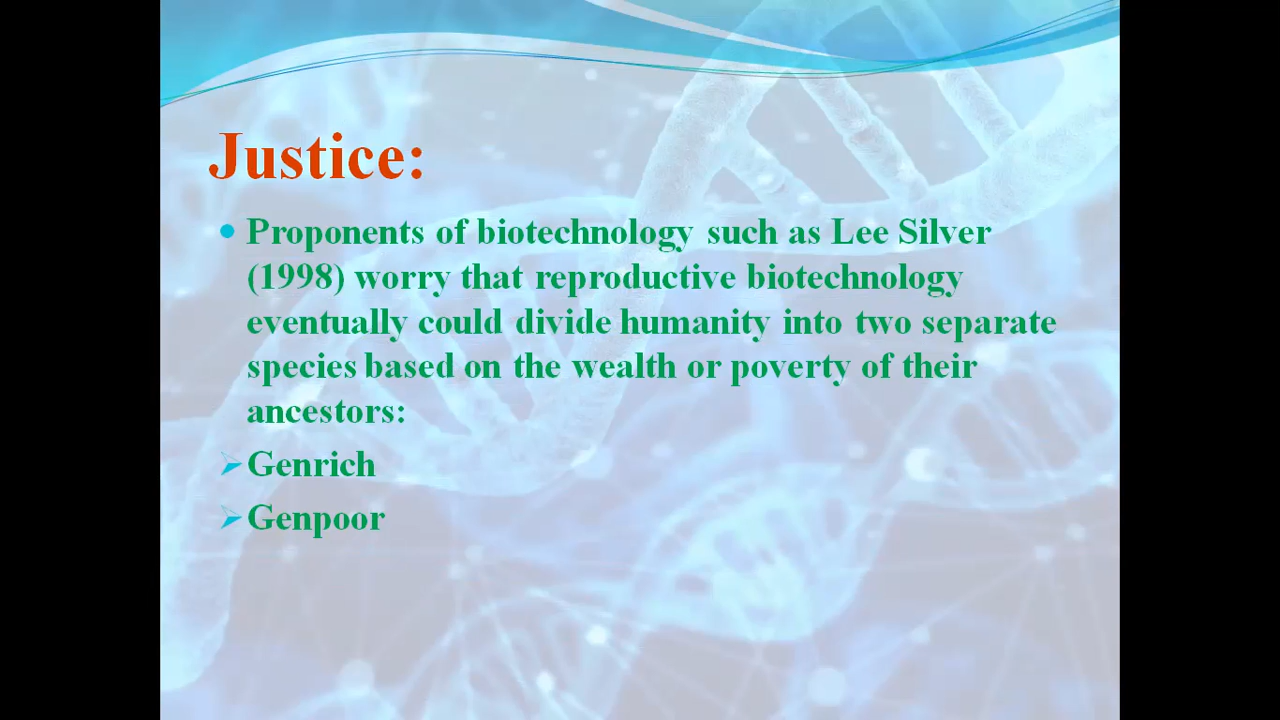 Justice:
Proponents of biotechnology such as Lee Silver
(1998) worry that reproductive biotechnology
eventually could divide humanity into two separate
species based on the wealth or poverty of their
ancestors:
Genrich
Genpoor